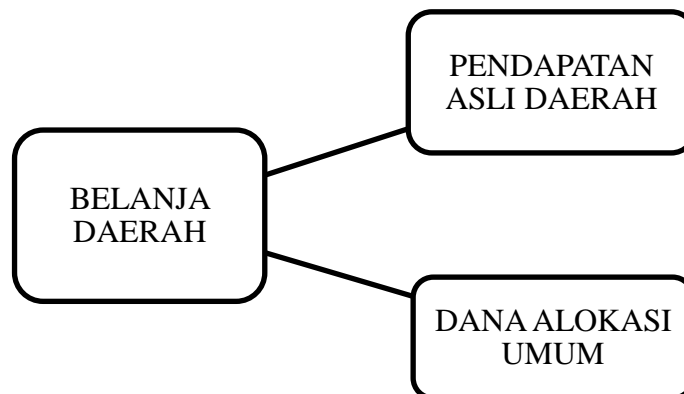 PENDAPATAN
ASLI DAERAH
BELANJA
DAERAH
DANA ALOKASI
UMUM